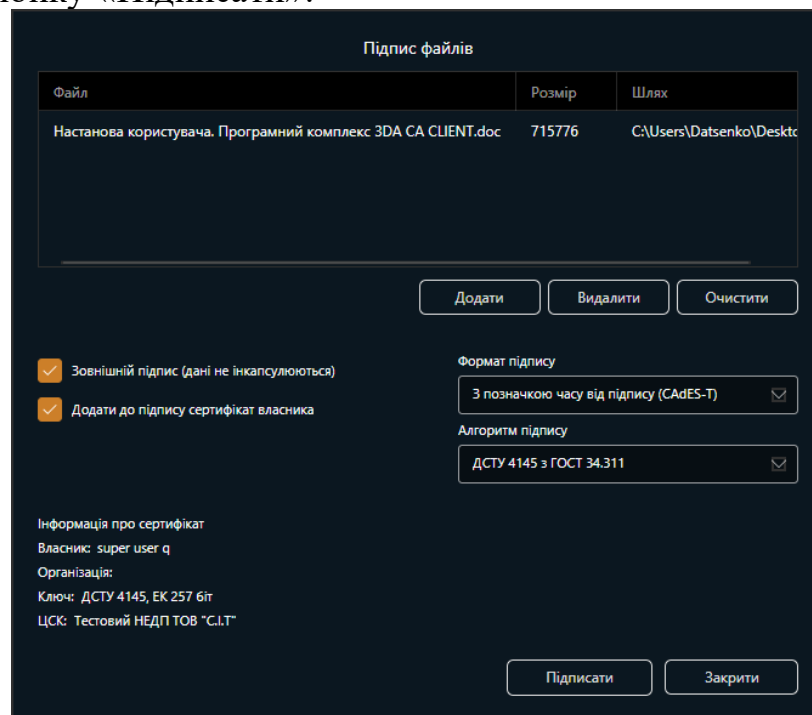 «Підписати».
Підпис файлів
Файл Розмір Шлях
Настанова користувача. Програмний комплекс 3DA CA CLIENT.doc 715776 C:\Users\Datsenko\Deskto
Додати Видалити Очистити
Зовнішній підпис (дані не інкапсулюються)
Додати до підпису сертифікат власника
Формат підпису
З позначкою часу від підпису (CAdES-T)
Алгоритм підпису
ДСТУ 4145 з ГОСТ 34.311
Інформація про сертифікат
Власник: super user q
Організація:
Ключ: ДСТУ 4145, ЕК 257 біт
ЦСК: Тестовий НЕДП ТОВ "С.І.Т"
Підписати Закрити